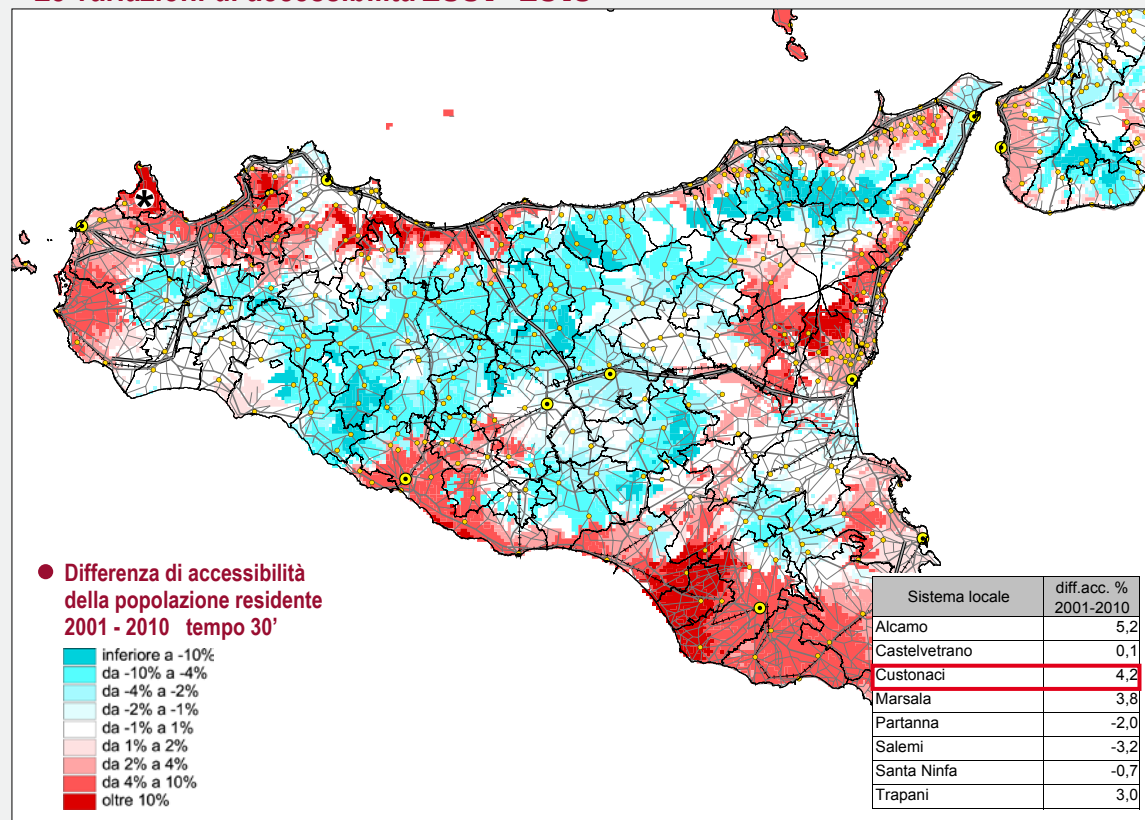 ● Differenza di accessibilità
della popolazione residente
2001 - 2010 tempo 30'
inferiore a -10%
da -10% a -4%
da -4% a -2%
da -2% a -1%
da -1% a 1%
da 1% a 2%
da 2% a 4%
da 4% a 10%
oltre 10%
Sistema locale diff.acc. % 2001-2010
Alcamo 5,2
Castelvetrano 0,1
Custonaci 4,2
Marsala 3,8
Partanna -2,0
Salemi -3,2
Santa Ninfa -0,7
Trapani 3,0